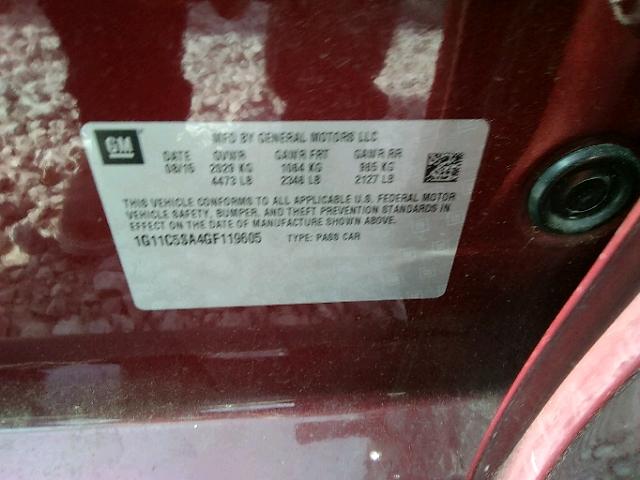 GM
MFD BY GENERAL MOTORS LLC
DATE GVWR GAWR FRT GAWR RR
08/15 2029 KG 1064 KG 965 KG
4473 LB 2346 LB 2127 LB
THIS VEHICLE CONFORMS TO ALL APPLICABLE U.S. FEDERAL MOTOR
VEHICLE SAFETY, BUMPER, AND THEFT PREVENTION STANDARDS IN
EFFECT ON THE DATE OF MANUFACTURE SHOWN ABOVE.
1G11C5SA4GF119605 TYPE: PASS CAR